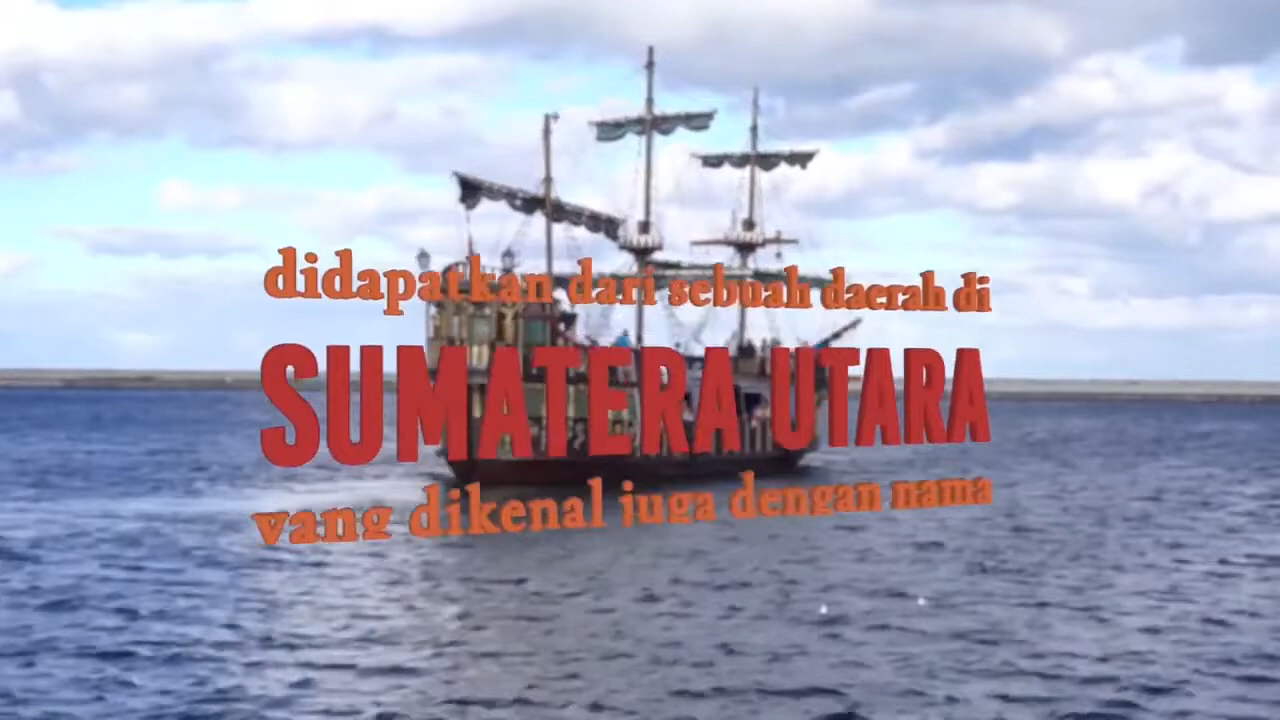 didapatkan dari sebuah daerah di
SUMATERA UTARA
yang dikenal juga dengan nama